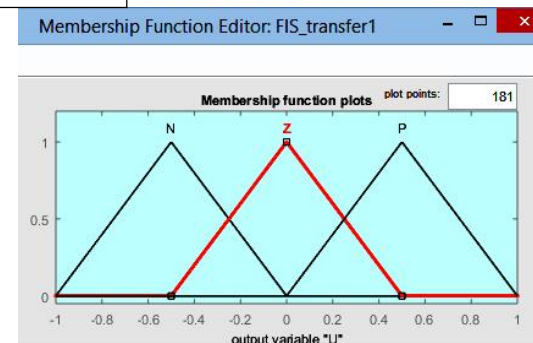 Membership Function Editor: FIS_transfer1
Membership function plots plot points: 181
N Z P
1
0.5
0
-1 -0.8 -0.6 -0.4 -0.2 0 0.2 0.4 0.6 0.8 1
output variable "U"